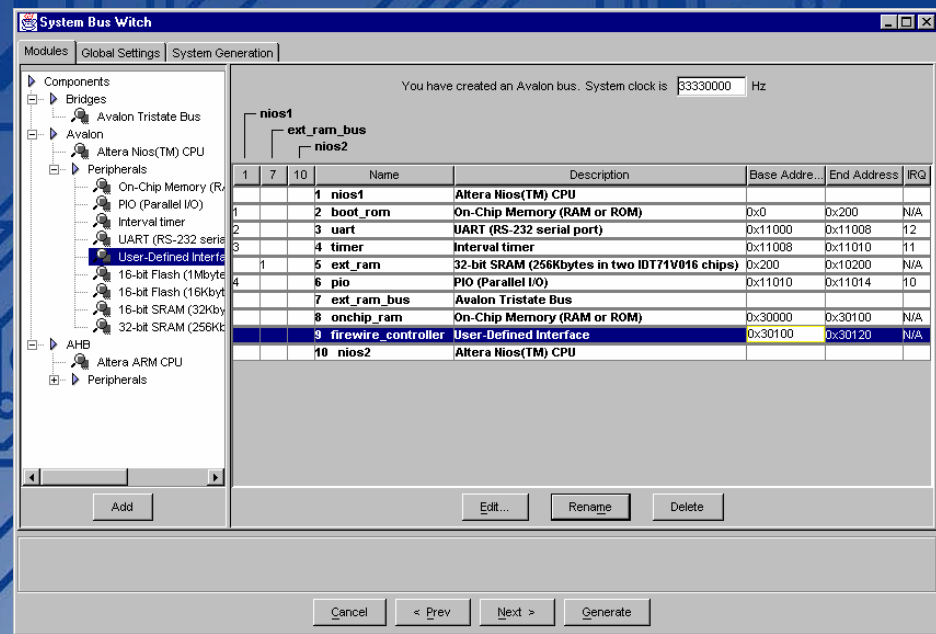 System Bus Witch
Modules Global Settings System Generation
Components
Bridges
Avalon Tristate Bus
Avalon
Altera Nios(TM) CPU
Peripherals
On-Chip Memory (RA
PIO (Parallel I/O)
Interval timer
UART (RS-232 seria
User-Defined Interfa
16-bit Flash (1Mbyte
16-bit Flash (16Kbyt
16-bit SRAM (32Kby
32-bit SRAM (256Kb
AHB
Altera ARM CPU
Peripherals
Add
You have created an Avalon bus. System clock is 33330000 Hz
nios1
ext_ram_bus
nios2
1 7 10 Name Description Base Addre... End Address IRQ
1 nios1 Altera Nios(TM) CPU
1 2 boot_rom On-Chip Memory (RAM or ROM) 0x0 0x200 N/A
2 3 uart UART (RS-232 serial port) 0x11000 0x11008 12
3 4 timer Interval timer 0x11008 0x11010 11
1 5 ext_ram 32-bit SRAM (256Kbytes in two IDT71V016 chips) 0x200 0x10200 N/A
4 6 pio PIO (Parallel I/O) 0x11010 0x11014 10
7 ext_ram_bus Avalon Tristate Bus
8 onchip_ram On-Chip Memory (RAM or ROM) 0x30000 0x30100 N/A
9 firewire_controller User-Defined Interface 0x30100 0x30120 N/A
10 nios2 Altera Nios(TM) CPU
Edit... Rename Delete
Cancel < Prev Next > Generate